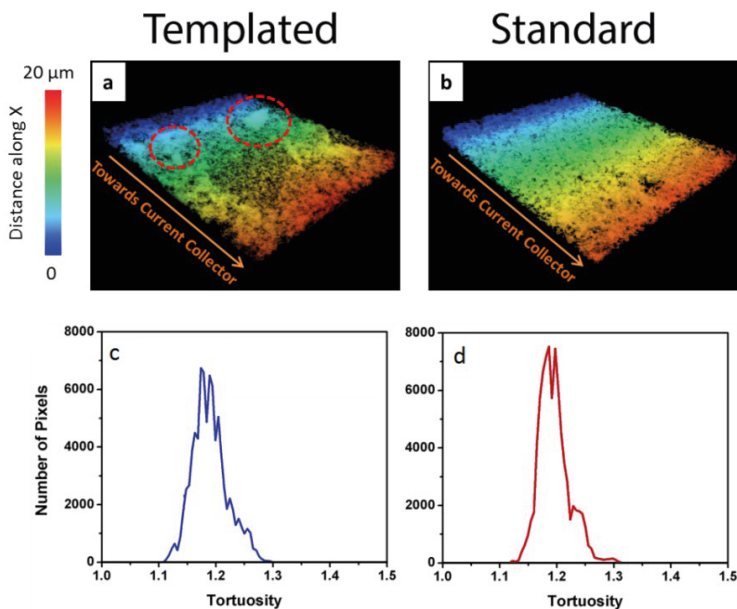 Templated
Standard
20 μm
Distance along X
0
a
Towards Current Collector
b
Towards Current Collector
c
8000
6000
4000
2000
0
Number of Pixels
1.0 1.1 1.2 1.3 1.4 1.5
Tortuosity
d
8000
6000
4000
2000
0
1.0 1.1 1.2 1.3 1.4 1.5
Tortuosity